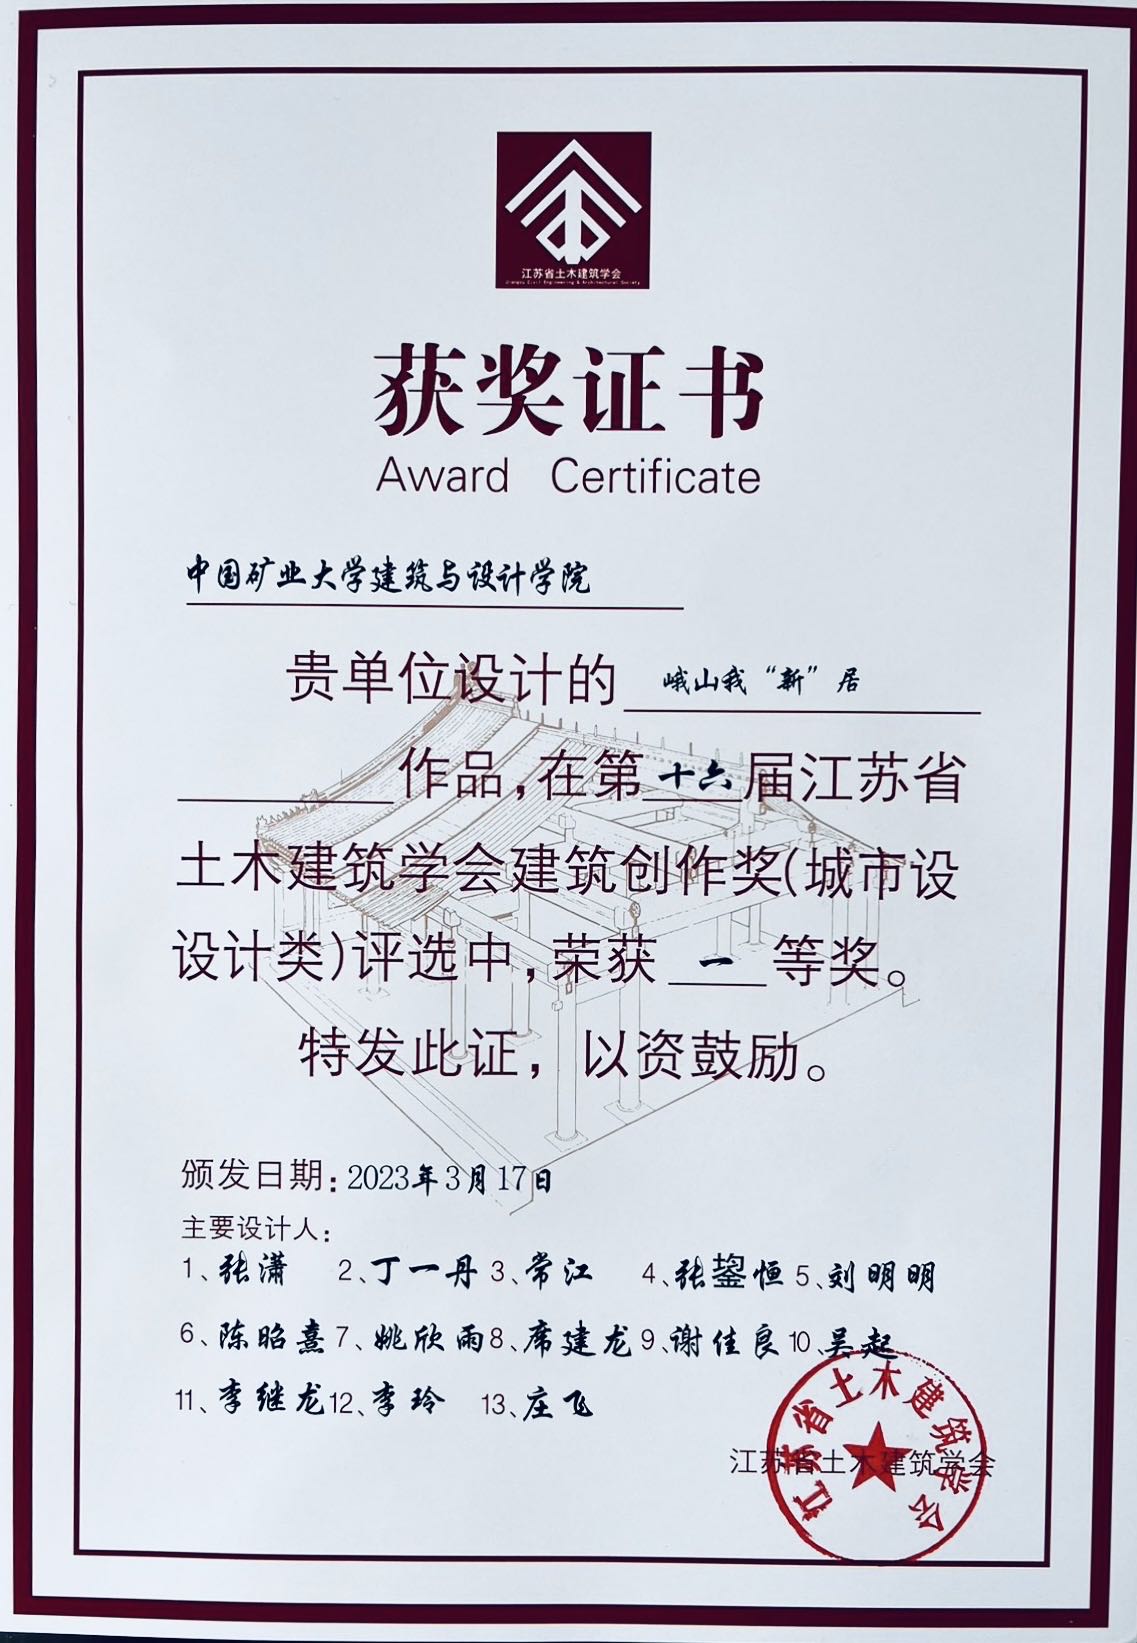 江苏省土木建筑学会
Jiangsu Civil Engineering & Architectural Society
获奖证书
Award Certificate
中国矿业大学建筑与设计学院
贵单位设计的 峨山我“新”居
作品，在第十六届江苏省
土木建筑学会建筑创作奖(城市设
设计类)评选中，荣获 一 等奖。
特发此证，以资鼓励。
颁发日期：2023年3月17日
主要设计人：
1、张潇 2、丁一丹 3、常江 4、张鋆恒 5、刘明明
6、陈昭熹 7、姚欣雨 8、席建龙 9、谢佳良 10、吴起
11、李继龙 12、李玲 13、庄飞
江苏省土木建筑学会
江苏省土木建筑学会